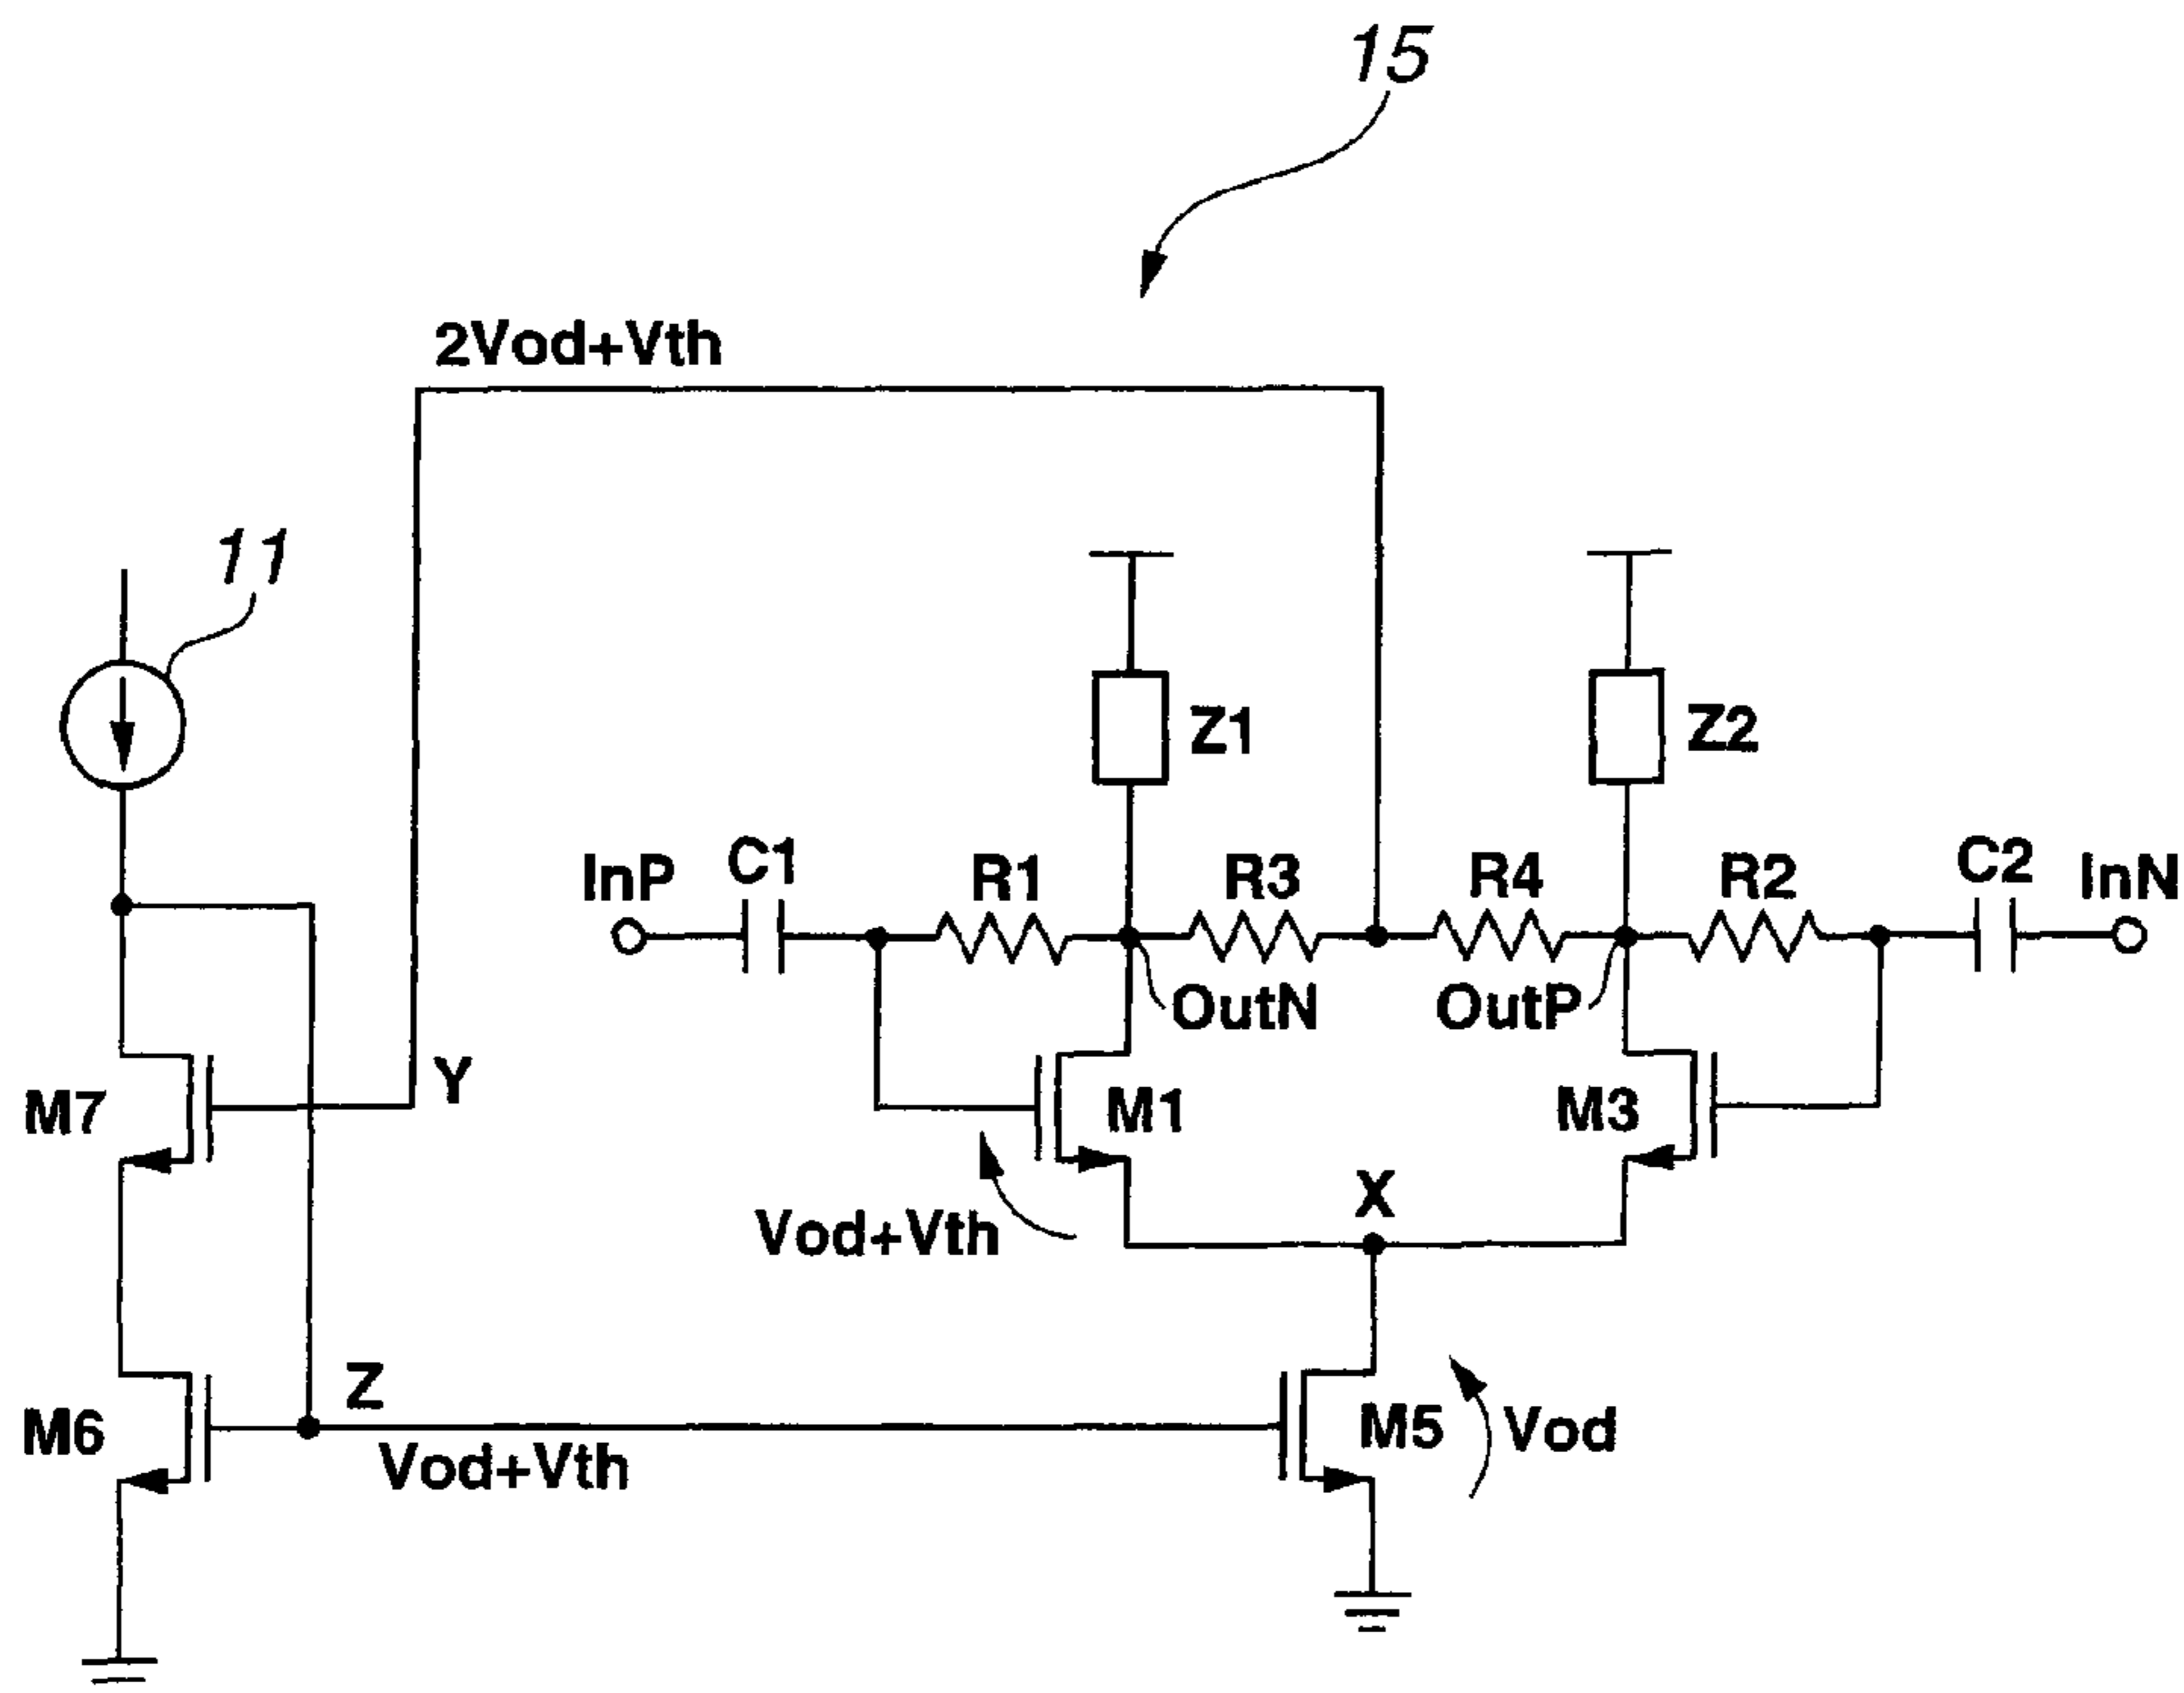 15
2Vod+Vth
11
Z1
Z2
InP
C1
R1
R3
R4
R2
C2
InN
OutN
OutP
M7
Y
M1
M3
Vod+Vth
X
M6
Z
Vod+Vth
M5
Vod